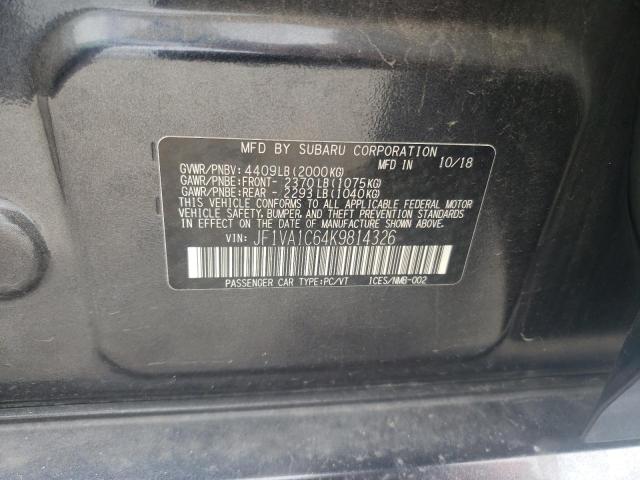 MFD BY SUBARU CORPORATION
GVWR/PNBV: 4409LB(2000KG) MFD IN 10/18
GAWR/PNBE:FRONT- 2370LB(1075KG)
GAWR/PNBE:REAR - 2293LB(1040KG)
THIS VEHICLE CONFORMS TO ALL APPLICABLE FEDERAL MOTOR
VEHICLE SAFETY, BUMPER, AND THEFT PREVENTION STANDARDS
IN EFFECT ON THE DATE OF MANUFACTURE SHOWN ABOVE.
VIN: JF1VA1C64K9814326
PASSENGER CAR TYPE:PC/VT ICES/NMB-002